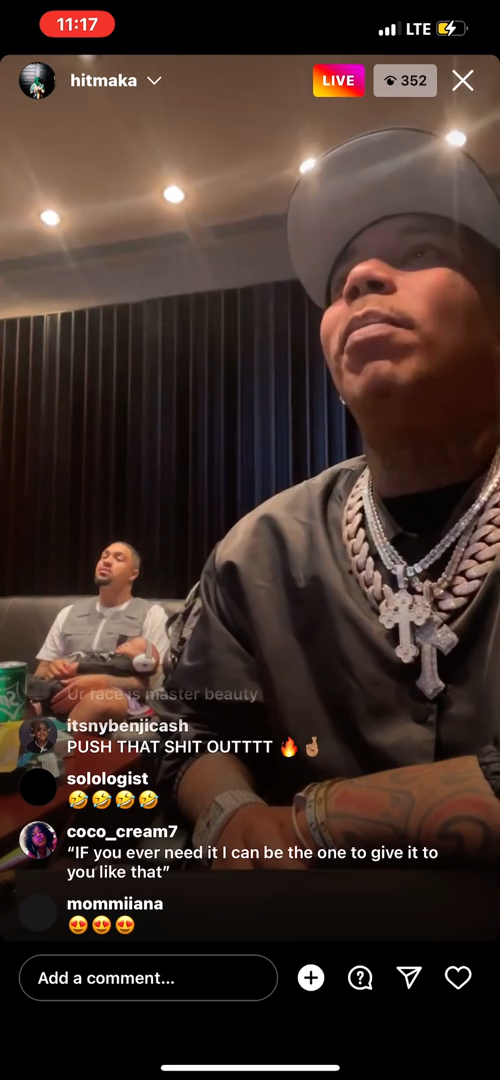 11:17
LTE
hitmaka
LIVE
352
Ur face is master beauty
itsnybenjicash
PUSH THAT SHIT OUTTTT 🔥🤞🏽
solologist
🤣🤣🤣🤣
coco_cream7
“IF you ever need it I can be the one to give it to
you like that”
mommiiana
😍😍😍
Add a comment...